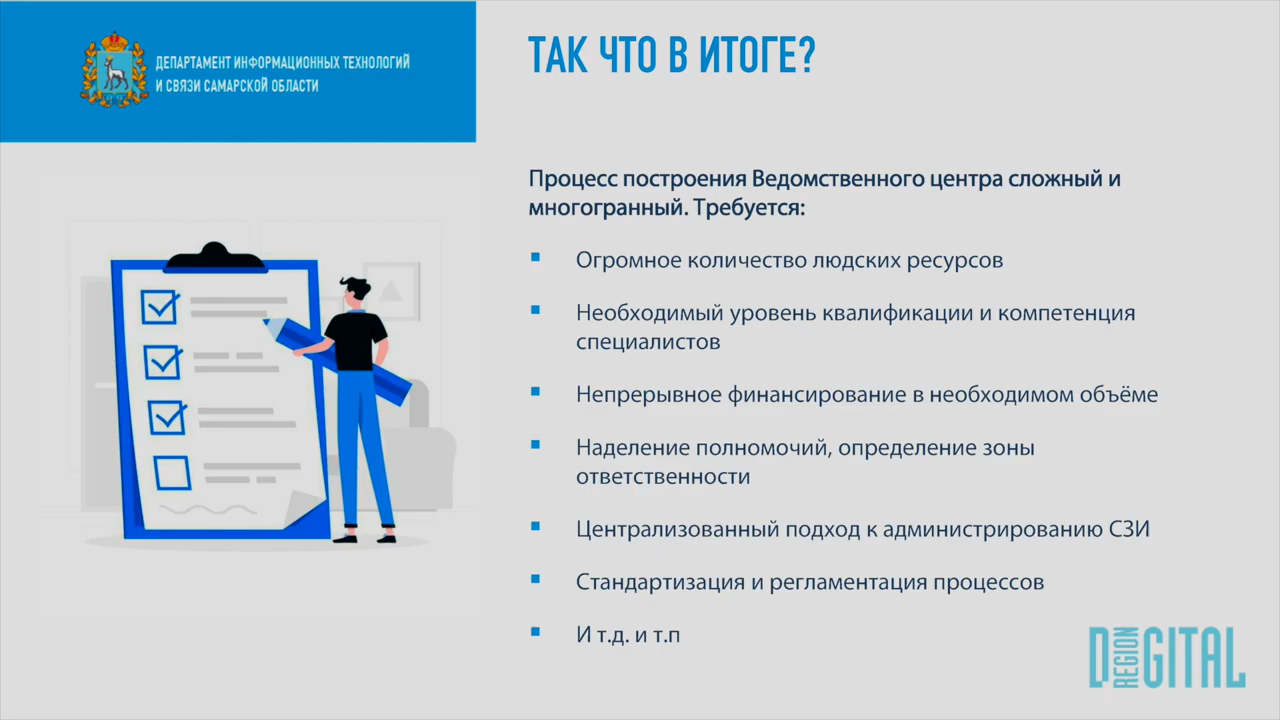 ДЕПАРТАМЕНТ ИНФОРМАЦИОННЫХ ТЕХНОЛОГИЙ
И СВЯЗИ САМАРСКОЙ ОБЛАСТИ
ТАК ЧТО В ИТОГЕ?
Процесс построения Ведомственного центра сложный и
многогранный. Требуется:
Огромное количество людских ресурсов
Необходимый уровень квалификации и компетенция
специалистов
Непрерывное финансирование в необходимом объёме
Наделение полномочий, определение зоны
ответственности
Централизованный подход к администрированию СЗИ
Стандартизация и регламентация процессов
И т.д. и т.п
DIGITAL
REGION